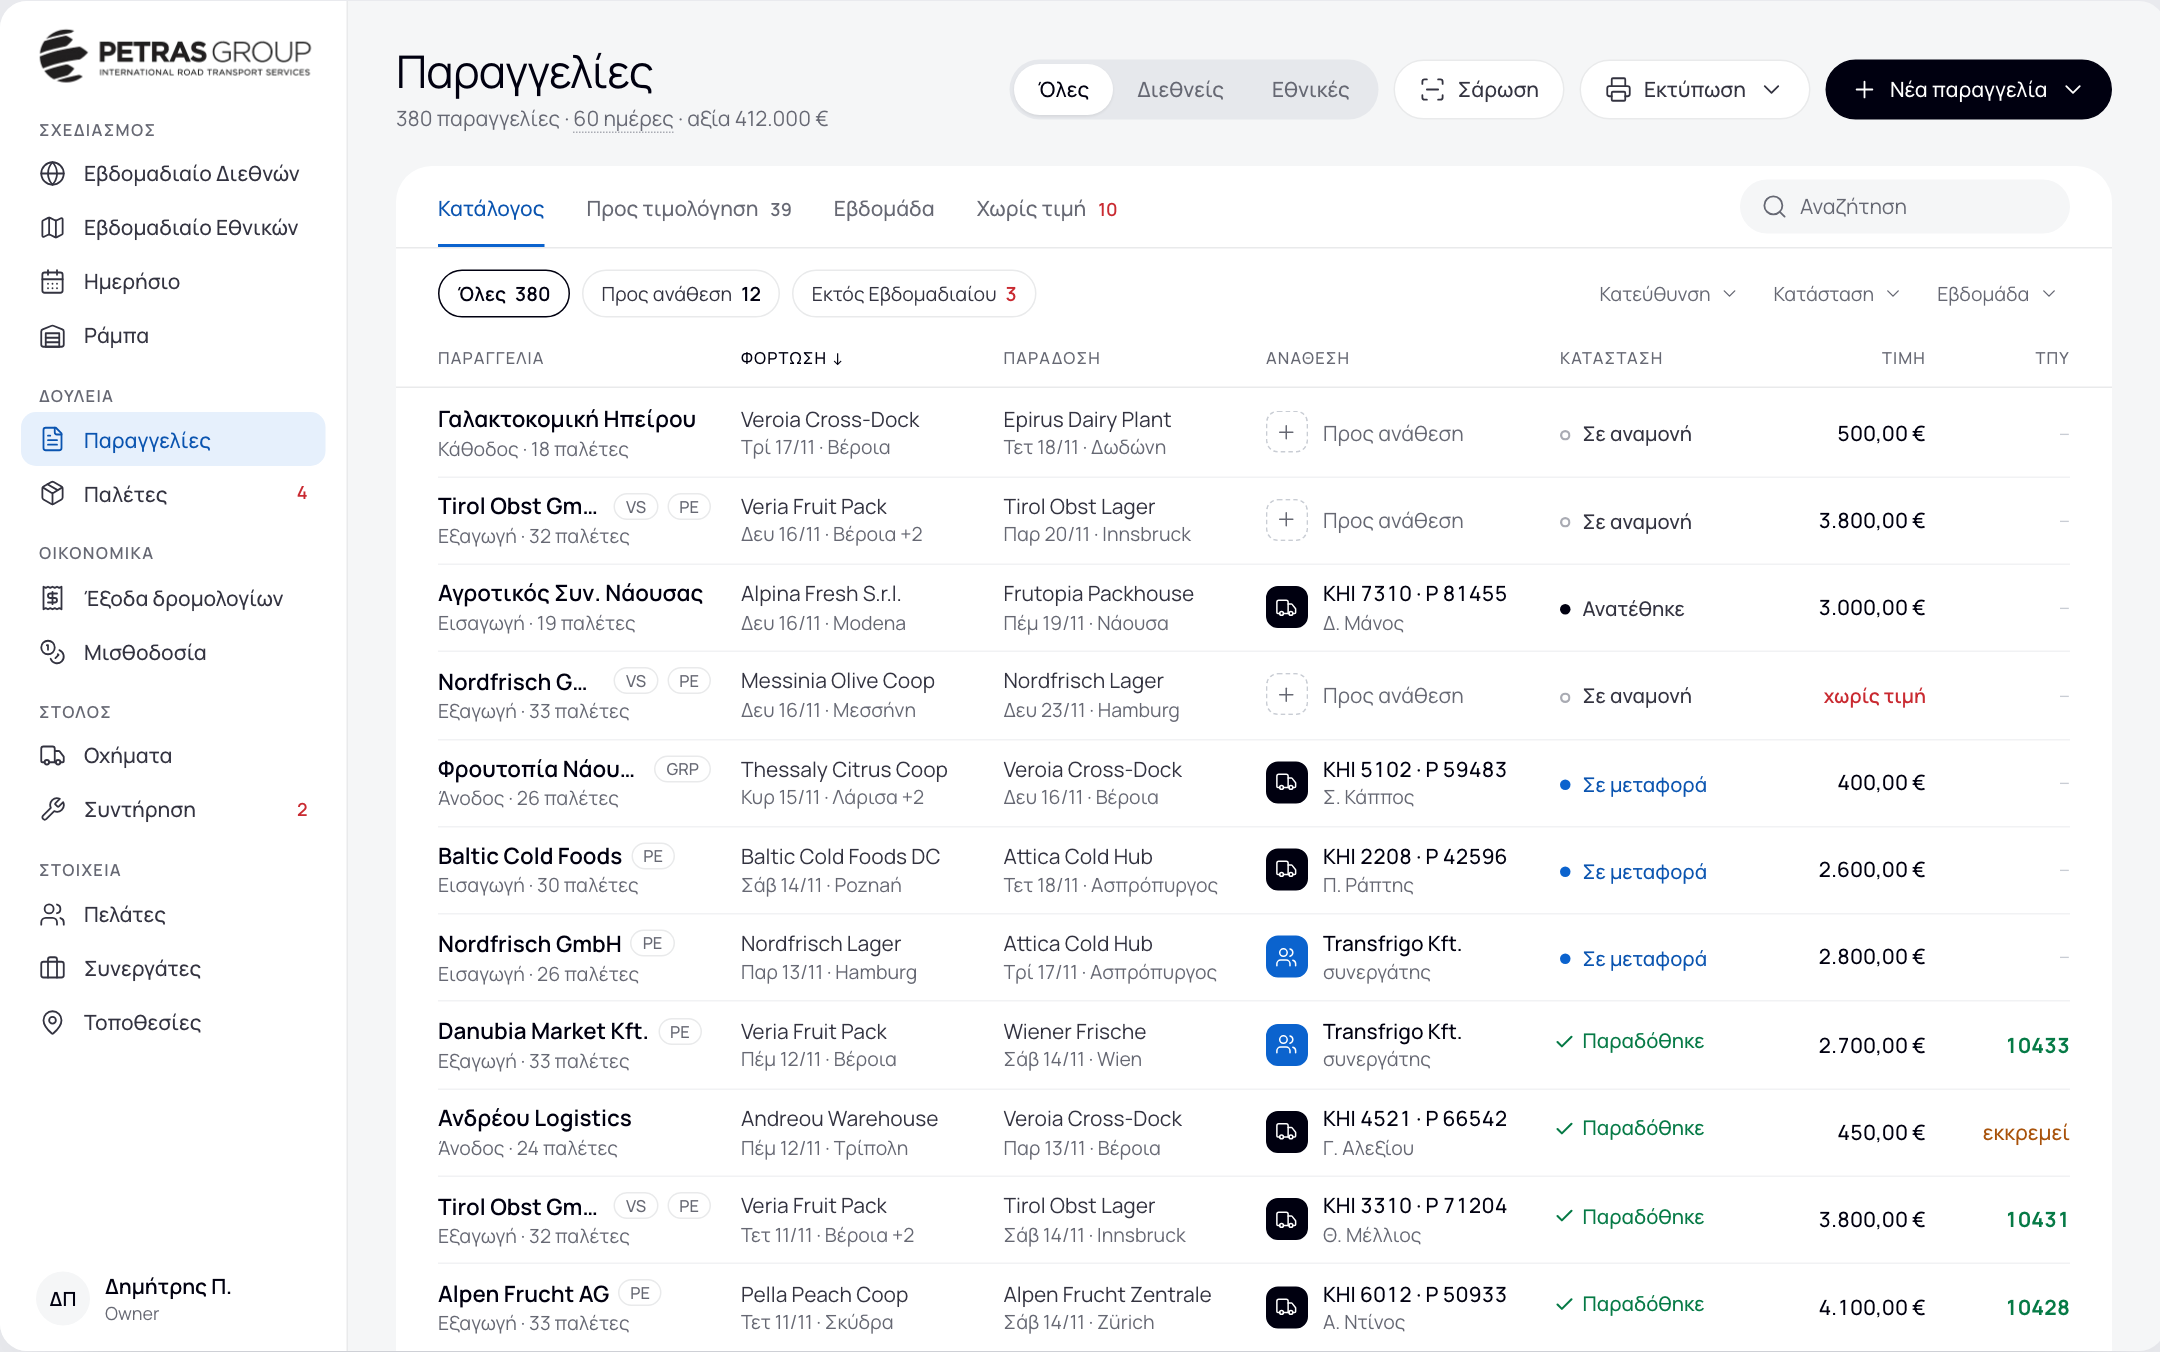 PETRAS GROUP
INTERNATIONAL ROAD TRANSPORT SERVICES
ΣΧΕΔΙΑΣΜΟΣ
Εβδομαδιαίο Διεθνών
Εβδομαδιαίο Εθνικών
Ημερήσιο
Ράμπα
ΔΟΥΛΕΙΑ
Παραγγελίες
Παλέτες 4
ΟΙΚΟΝΟΜΙΚΑ
Έξοδα δρομολογίων
Μισθοδοσία
ΣΤΟΛΟΣ
Οχήματα
Συντήρηση 2
ΣΤΟΙΧΕΙΑ
Πελάτες
Συνεργάτες
Τοποθεσίες
ΔΠ Δημήτρης Π.
Owner
Παραγγελίες
380 παραγγελίες · 60 ημέρες · αξία 412.000 €
Όλες Διεθνείς Εθνικές Σάρωση Εκτύπωση Νέα παραγγελία
Κατάλογος Προς τιμολόγηση 39 Εβδομάδα Χωρίς τιμή 10 Αναζήτηση
Όλες 380 Προς ανάθεση 12 Εκτός Εβδομαδιαίου 3 Κατεύθυνση Κατάσταση Εβδομάδα
ΠΑΡΑΓΓΕΛΙΑ ΦΟΡΤΩΣΗ ↓ ΠΑΡΑΔΟΣΗ ΑΝΑΘΕΣΗ ΚΑΤΑΣΤΑΣΗ ΤΙΜΗ ΤΠΥ
Γαλακτοκομική Ηπείρου Veroia Cross-Dock Epirus Dairy Plant Προς ανάθεση Σε αναμονή 500,00 € –
Κάθοδος · 18 παλέτες Τρί 17/11 · Βέροια Τετ 18/11 · Δωδώνη
Tirol Obst Gm... VS PE Veria Fruit Pack Tirol Obst Lager Προς ανάθεση Σε αναμονή 3.800,00 € –
Εξαγωγή · 32 παλέτες Δευ 16/11 · Βέροια +2 Παρ 20/11 · Innsbruck
Αγροτικός Συν. Νάουσας Alpina Fresh S.r.l. Frutopia Packhouse KHI 7310 · P 81455 Ανατέθηκε 3.000,00 € –
Εισαγωγή · 19 παλέτες Δευ 16/11 · Modena Πέμ 19/11 · Νάουσα Δ. Μάνος
Nordfrisch G... VS PE Messinia Olive Coop Nordfrisch Lager Προς ανάθεση Σε αναμονή χωρίς τιμή –
Εξαγωγή · 33 παλέτες Δευ 16/11 · Μεσσήνη Δευ 23/11 · Hamburg
Φρουτοπία Νάου... GRP Thessaly Citrus Coop Veroia Cross-Dock KHI 5102 · P 59483 Σε μεταφορά 400,00 € –
Άνοδος · 26 παλέτες Κυρ 15/11 · Λάρισα +2 Δευ 16/11 · Βέροια Σ. Κάππος
Baltic Cold Foods PE Baltic Cold Foods DC Attica Cold Hub KHI 2208 · P 42596 Σε μεταφορά 2.600,00 € –
Εισαγωγή · 30 παλέτες Σάβ 14/11 · Poznań Τετ 18/11 · Ασπρόπυργος Π. Ράπτης
Nordfrisch GmbH PE Nordfrisch Lager Attica Cold Hub Transfrigo Kft. Σε μεταφορά 2.800,00 € –
Εισαγωγή · 26 παλέτες Παρ 13/11 · Hamburg Τρί 17/11 · Ασπρόπυργος συνεργάτης
Danubia Market Kft. PE Veria Fruit Pack Wiener Frische Transfrigo Kft. Παραδόθηκε 2.700,00 € 10433
Εξαγωγή · 33 παλέτες Πέμ 12/11 · Βέροια Σάβ 14/11 · Wien συνεργάτης
Ανδρέου Logistics Andreou Warehouse Veroia Cross-Dock KHI 4521 · P 66542 Παραδόθηκε 450,00 € εκκρεμεί
Άνοδος · 24 παλέτες Πέμ 12/11 · Τρίπολη Παρ 13/11 · Βέροια Γ. Αλεξίου
Tirol Obst Gm... VS PE Veria Fruit Pack Tirol Obst Lager KHI 3310 · P 71204 Παραδόθηκε 3.800,00 € 10431
Εξαγωγή · 32 παλέτες Τετ 11/11 · Βέροια +2 Σάβ 14/11 · Innsbruck Θ. Μέλλιος
Alpen Frucht AG PE Pella Peach Coop Alpen Frucht Zentrale KHI 6012 · P 50933 Παραδόθηκε 4.100,00 € 10428
Εξαγωγή · 33 παλέτες Τετ 11/11 · Σκύδρα Σάβ 14/11 · Zürich Α. Ντίνος